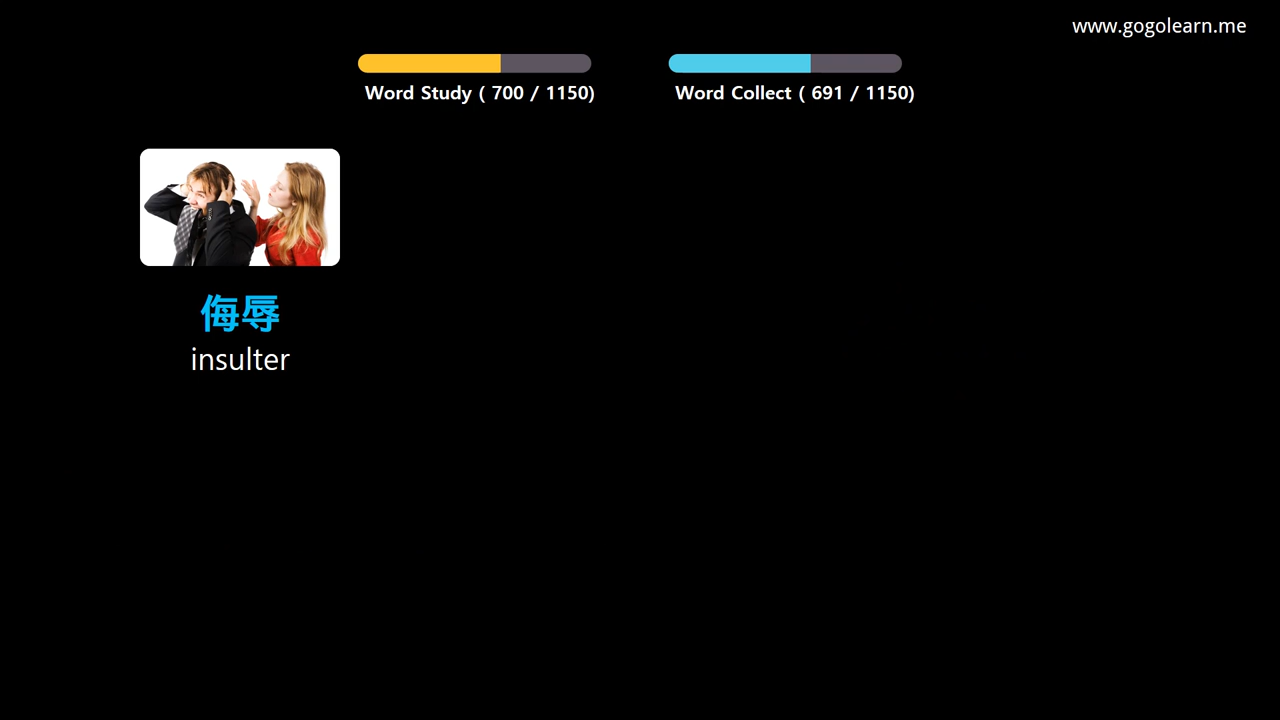 www.gogolearn.me
Word Study ( 700 / 1150)
Word Collect ( 691 / 1150)
侮辱
insulter